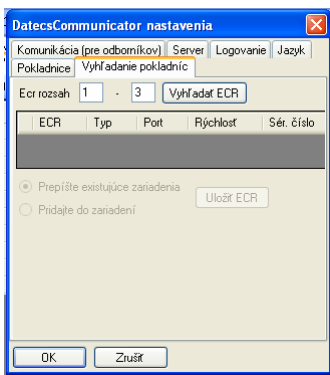 DatecsCommunicator nastavenia
Komunikácia (pre odborníkov) Server Logovanie Jazyk
Pokladnice Vyhľadanie pokladníc
Ecr rozsah 1 - 3 Vyhľadať ECR
ECR Typ Port Rýchlosť Sér. číslo
Prepíšte existujúce zariadenia
Pridajte do zariadení
Uložiť ECR
OK Zrušiť